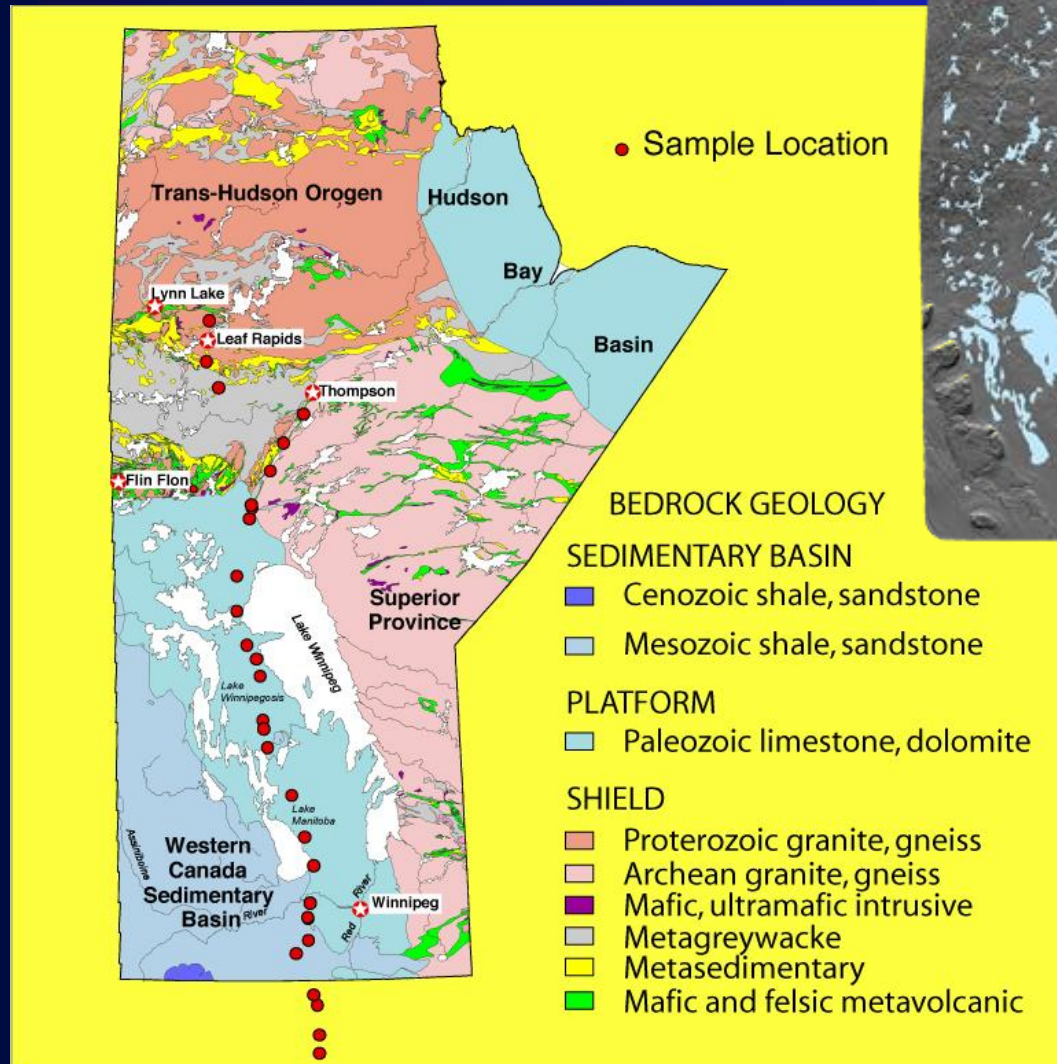 Sample Location
Trans-Hudson Orogen
Hudson
Bay
Basin
Lynn Lake
Leaf Rapids
Thompson
Flin Flon
Superior
Province
Lake Winnipeg
Lake
Winnipegosis
Lake
Manitoba
Assiniboine
River
Western
Canada
Sedimentary
Basin
River
Red
Winnipeg
BEDROCK GEOLOGY
SEDIMENTARY BASIN
Cenozoic shale, sandstone
Mesozoic shale, sandstone
PLATFORM
Paleozoic limestone, dolomite
SHIELD
Proterozoic granite, gneiss
Archean granite, gneiss
Mafic, ultramafic intrusive
Metagreywacke
Metasedimentary
Mafic and felsic metavolcanic